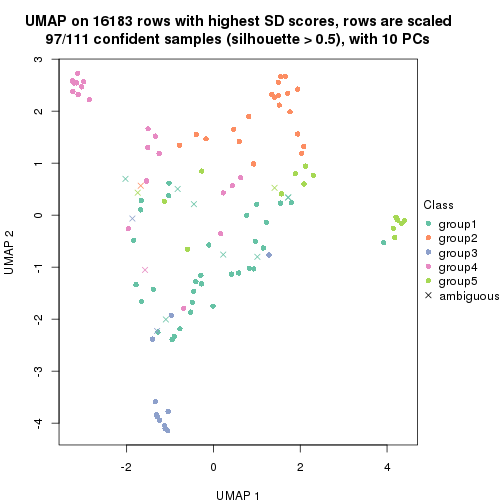 UMAP on 16183 rows with highest SD scores, rows are scaled
97/111 confident samples (silhouette > 0.5), with 10 PCs
3
2
1
0
-1
-2
-3
-4
UMAP 2
-2
0
2
4
UMAP 1
Class
group1
group2
group3
group4
group5
ambiguous